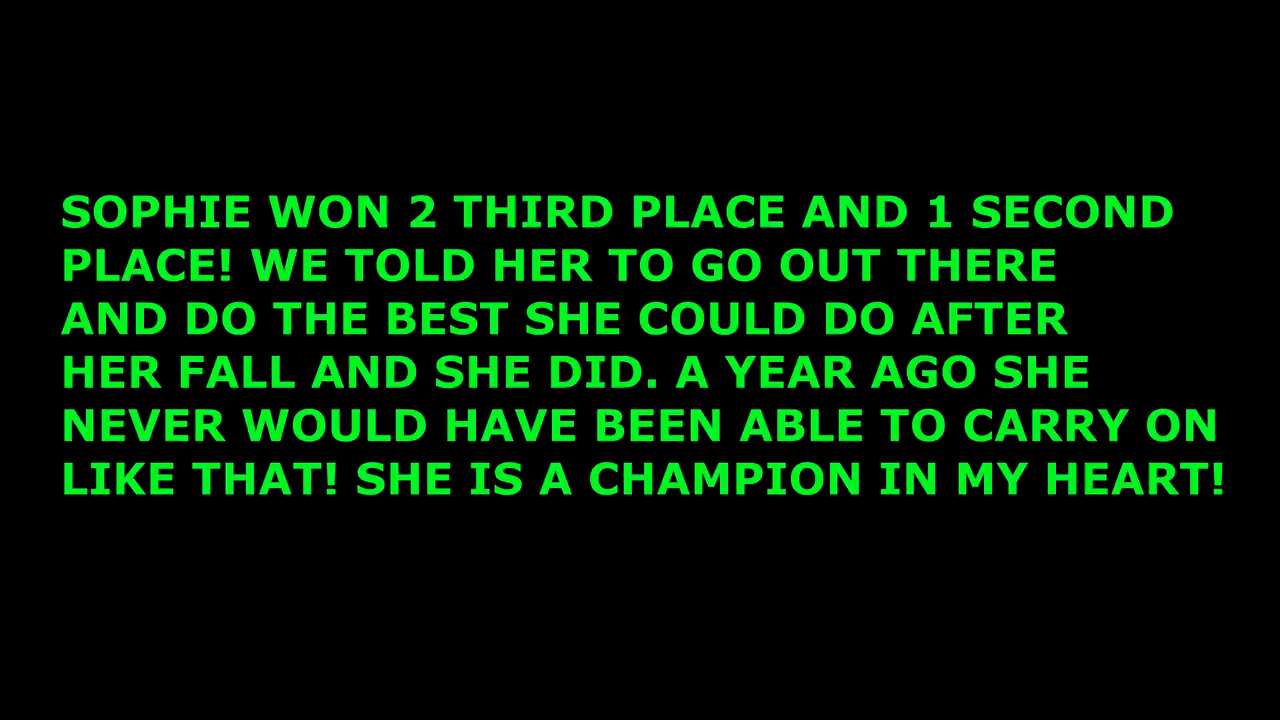 SOPHIE WON 2 THIRD PLACE AND 1 SECOND
PLACE! WE TOLD HER TO GO OUT THERE
AND DO THE BEST SHE COULD DO AFTER
HER FALL AND SHE DID. A YEAR AGO SHE
NEVER WOULD HAVE BEEN ABLE TO CARRY ON
LIKE THAT! SHE IS A CHAMPION IN MY HEART!